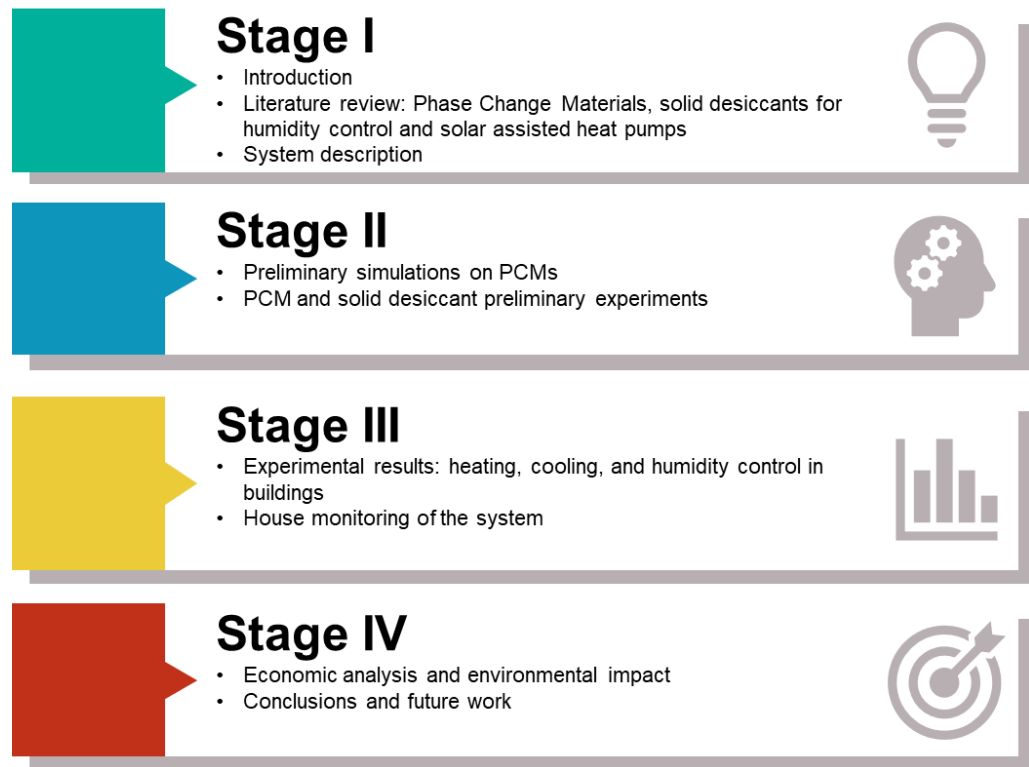 Stage I
• Introduction
• Literature review: Phase Change Materials, solid desiccants for
humidity control and solar assisted heat pumps
• System description
Stage II
• Preliminary simulations on PCMs
• PCM and solid desiccant preliminary experiments
Stage III
• Experimental results: heating, cooling, and humidity control in
buildings
• House monitoring of the system
Stage IV
• Economic analysis and environmental impact
• Conclusions and future work